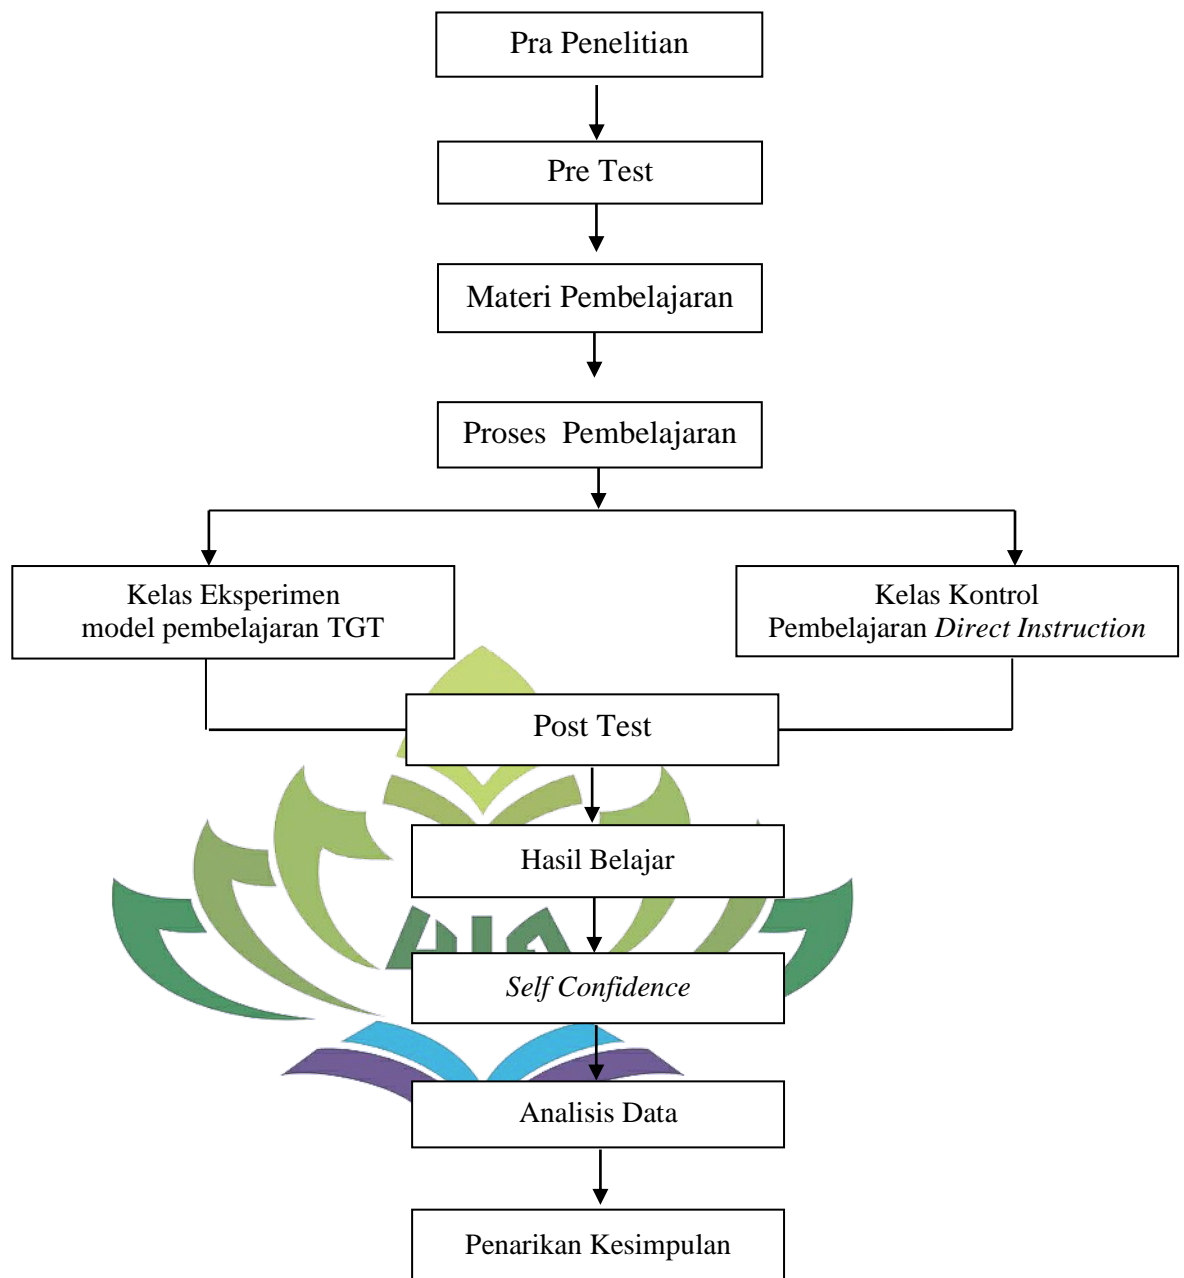 Pra Penelitian
Pre Test
Materi Pembelajaran
Proses Pembelajaran
Kelas Eksperimen
model pembelajaran TGT
Kelas Kontrol
Pembelajaran Direct Instruction
Post Test
Hasil Belajar
Self Confidence
Analisis Data
Penarikan Kesimpulan